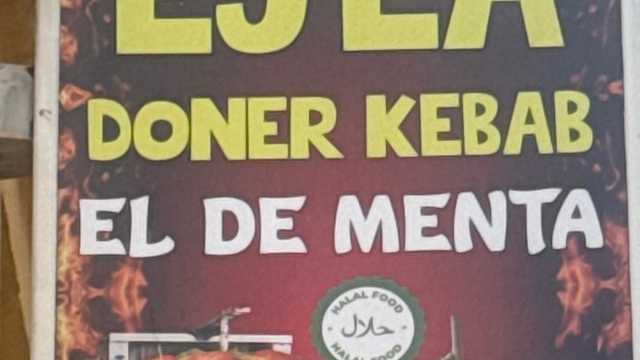 DONER KEBAB
EL DE MENTA
HALAL FOOD
حلال
HALAL FOOD